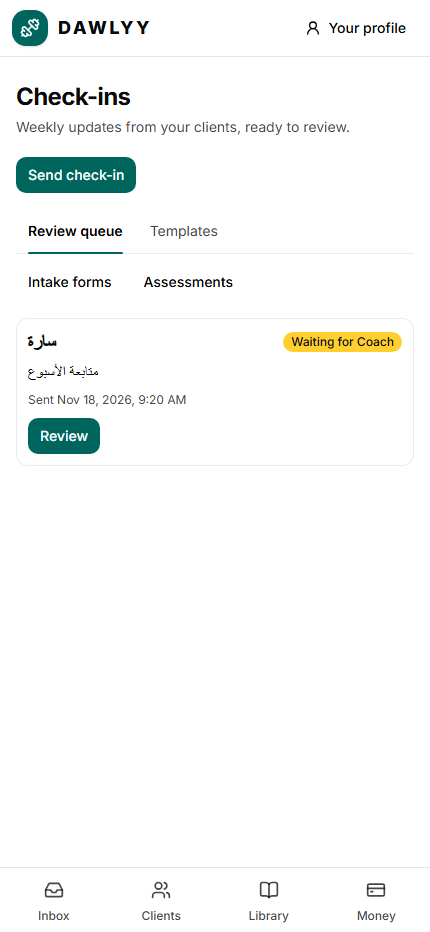 DAWLYY
Your profile
Check-ins
Weekly updates from your clients, ready to review.
Send check-in
Review queue
Templates
Intake forms
Assessments
سارة
Waiting for Coach
متابعة الأسبوع
Sent Nov 18, 2026, 9:20 AM
Review
Inbox
Clients
Library
Money